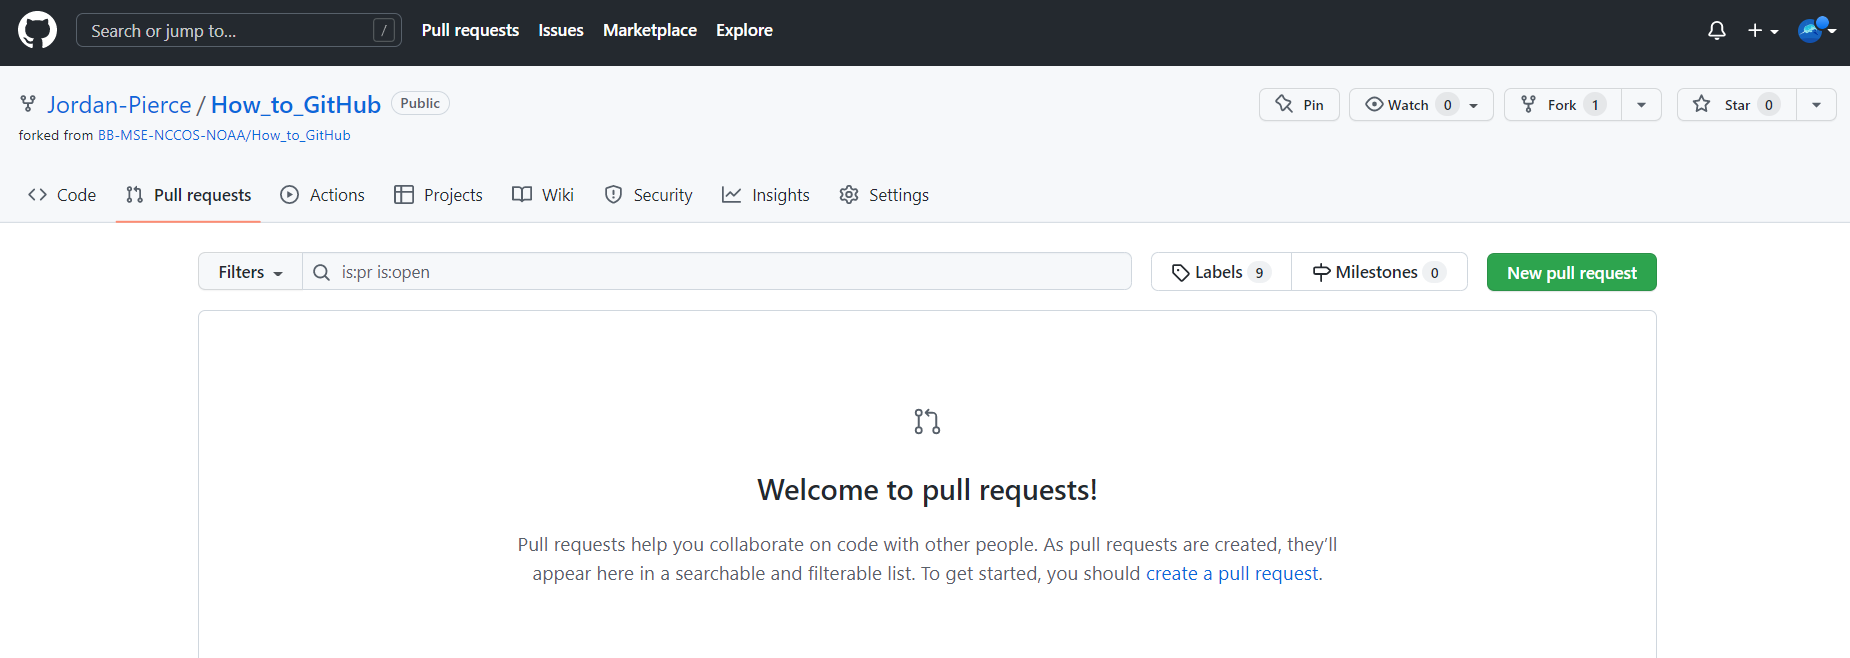 Search or jump to... /
Pull requests Issues Marketplace Explore
Jordan-Pierce / How_to_GitHub Public
Pin Watch 0 Fork 1 Star 0
forked from BB-MSE-NCCOS-NOAA/How_to_GitHub
Code Pull requests Actions Projects Wiki Security Insights Settings
Filters is:pr is:open Labels 9 Milestones 0 New pull request
Welcome to pull requests!
Pull requests help you collaborate on code with other people. As pull requests are created, they’ll
appear here in a searchable and filterable list. To get started, you should create a pull request.